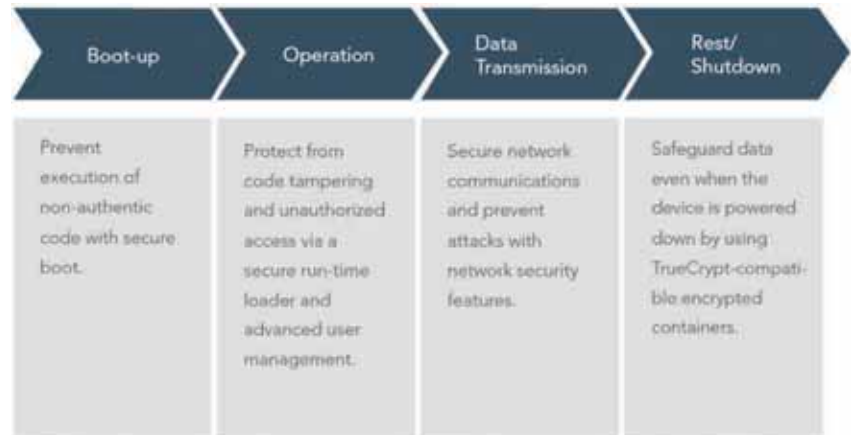 Boot-up
Operation
Data
Transmission
Rest/
Shutdown
Prevent
execution of
non-authentic
code with secure
boot.
Protect from
code tampering
and unauthorized
access via a
secure run-time
loader and
advanced user
management.
Secure network
communications
and prevent
attacks with
network security
features.
Safeguard data
even when the
device is powered
down by using
TrueCrypt-compati-
ble encrypted
containers.